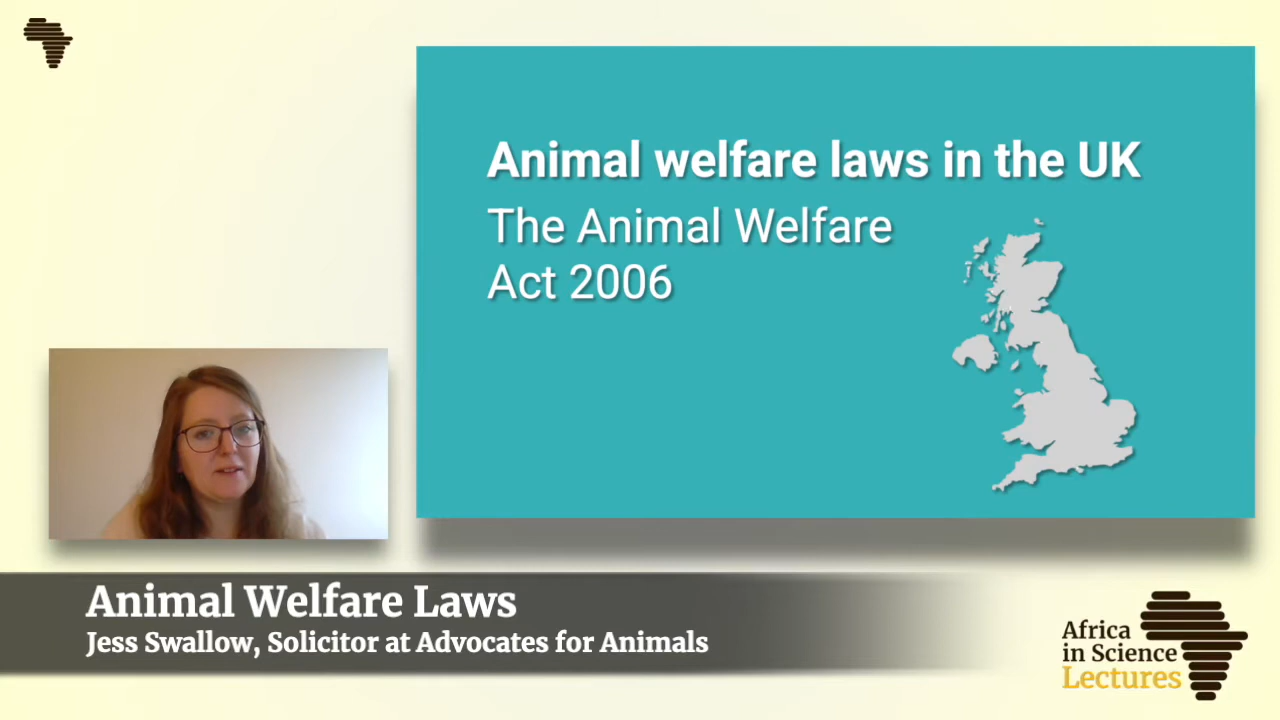 Animal welfare laws in the UK
The Animal Welfare
Act 2006
Animal Welfare Laws
Jess Swallow, Solicitor at Advocates for Animals
Africa
in Science
Lectures